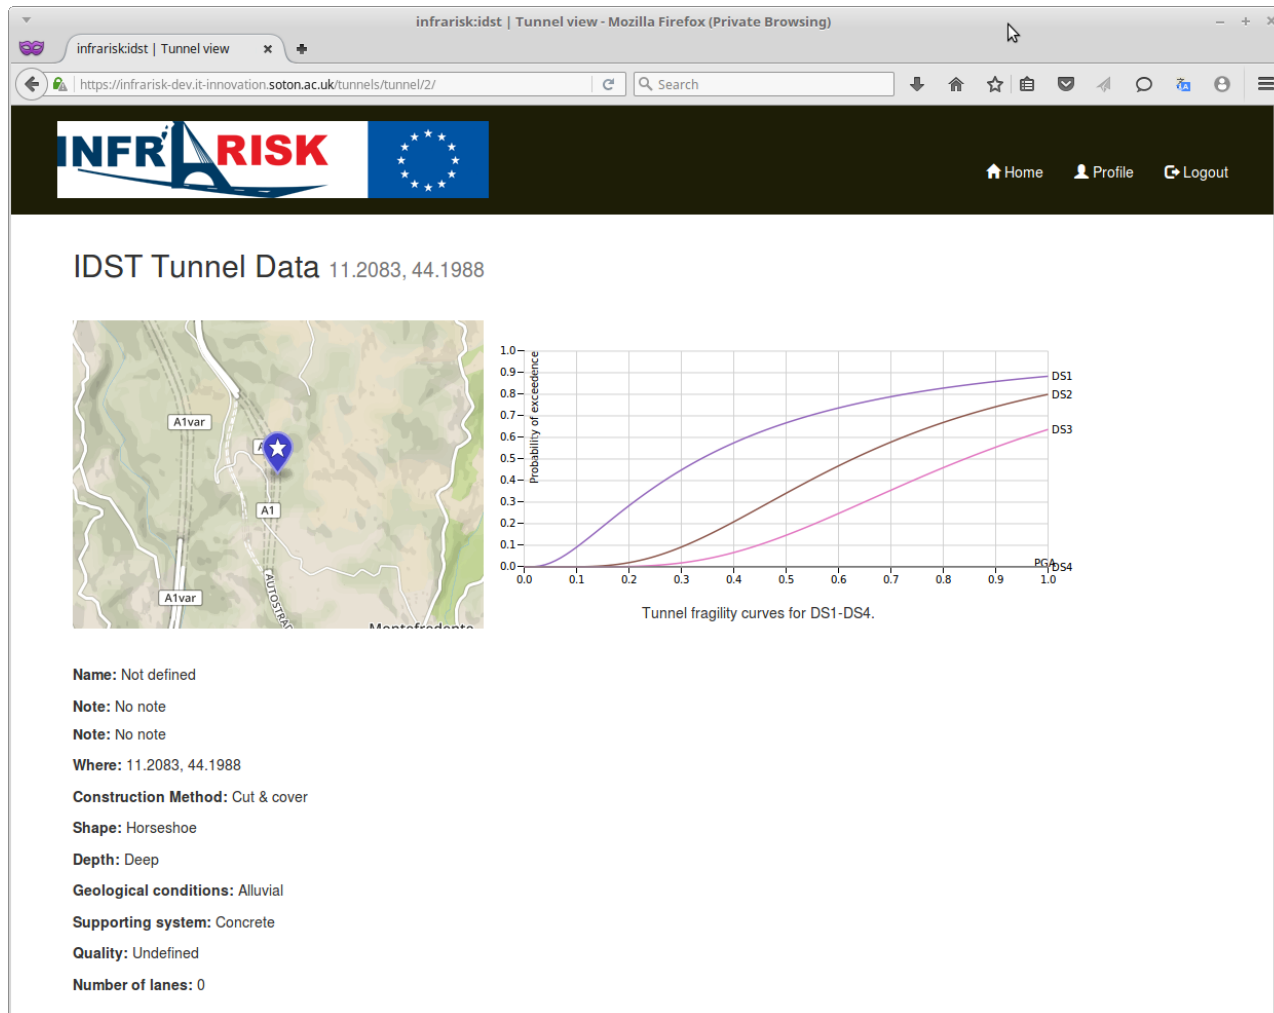 infrarisk:idst | Tunnel view - Mozilla Firefox (Private Browsing)
infrarisk:idst | Tunnel view
https://infrarisk-dev.it-innovation.soton.ac.uk/tunnels/tunnel/2/
Search
INFRARISK
Home
Profile
Logout
IDST Tunnel Data 11.2083, 44.1988
A1var
A1
A1var
AUTOSTRAD
Montefredente
Probability of exceedence
1.0
0.9
0.8
0.7
0.6
0.5
0.4
0.3
0.2
0.1
0.0
DS1
DS2
DS3
PGA
DS4
0.0 0.1 0.2 0.3 0.4 0.5 0.6 0.7 0.8 0.9 1.0
Tunnel fragility curves for DS1-DS4.
Name: Not defined
Note: No note
Note: No note
Where: 11.2083, 44.1988
Construction Method: Cut & cover
Shape: Horseshoe
Depth: Deep
Geological conditions: Alluvial
Supporting system: Concrete
Quality: Undefined
Number of lanes: 0